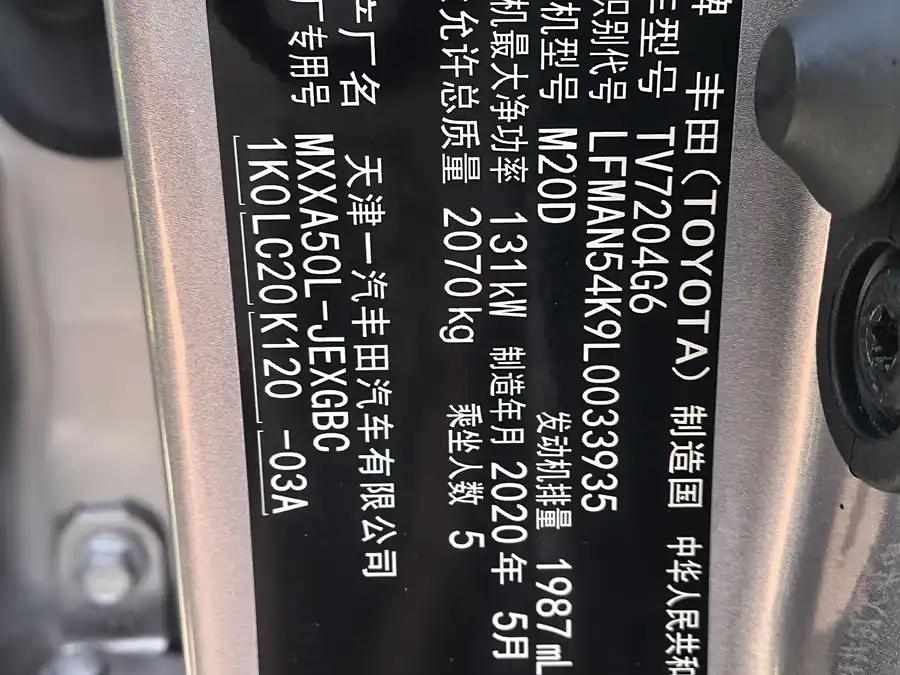 牌 丰田(TOYOTA) 制造国 中华人民共和
车型号 TV7204G6
识别代号 LFMAN54K9L0033935
机型号 M20D 发动机排量 1987mL
机最大净功率 131kW 制造年月 2020年 5月
允许总质量 2070kg 乘坐人数 5
产厂名 天津一汽丰田汽车有限公司
厂专用号 MXXA50L-JEXGBC
1K0LC20K120 -03A